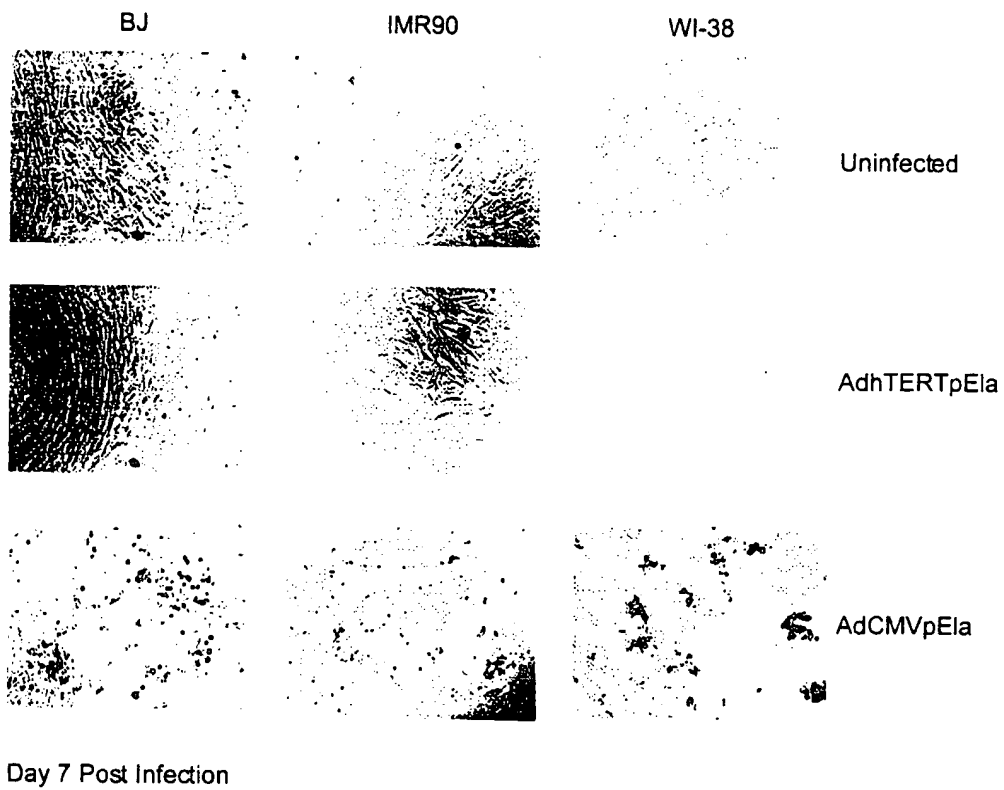 BJ
IMR90
WI-38
Uninfected
AdhTERTpEla
AdCMVpEla
Day 7 Post Infection